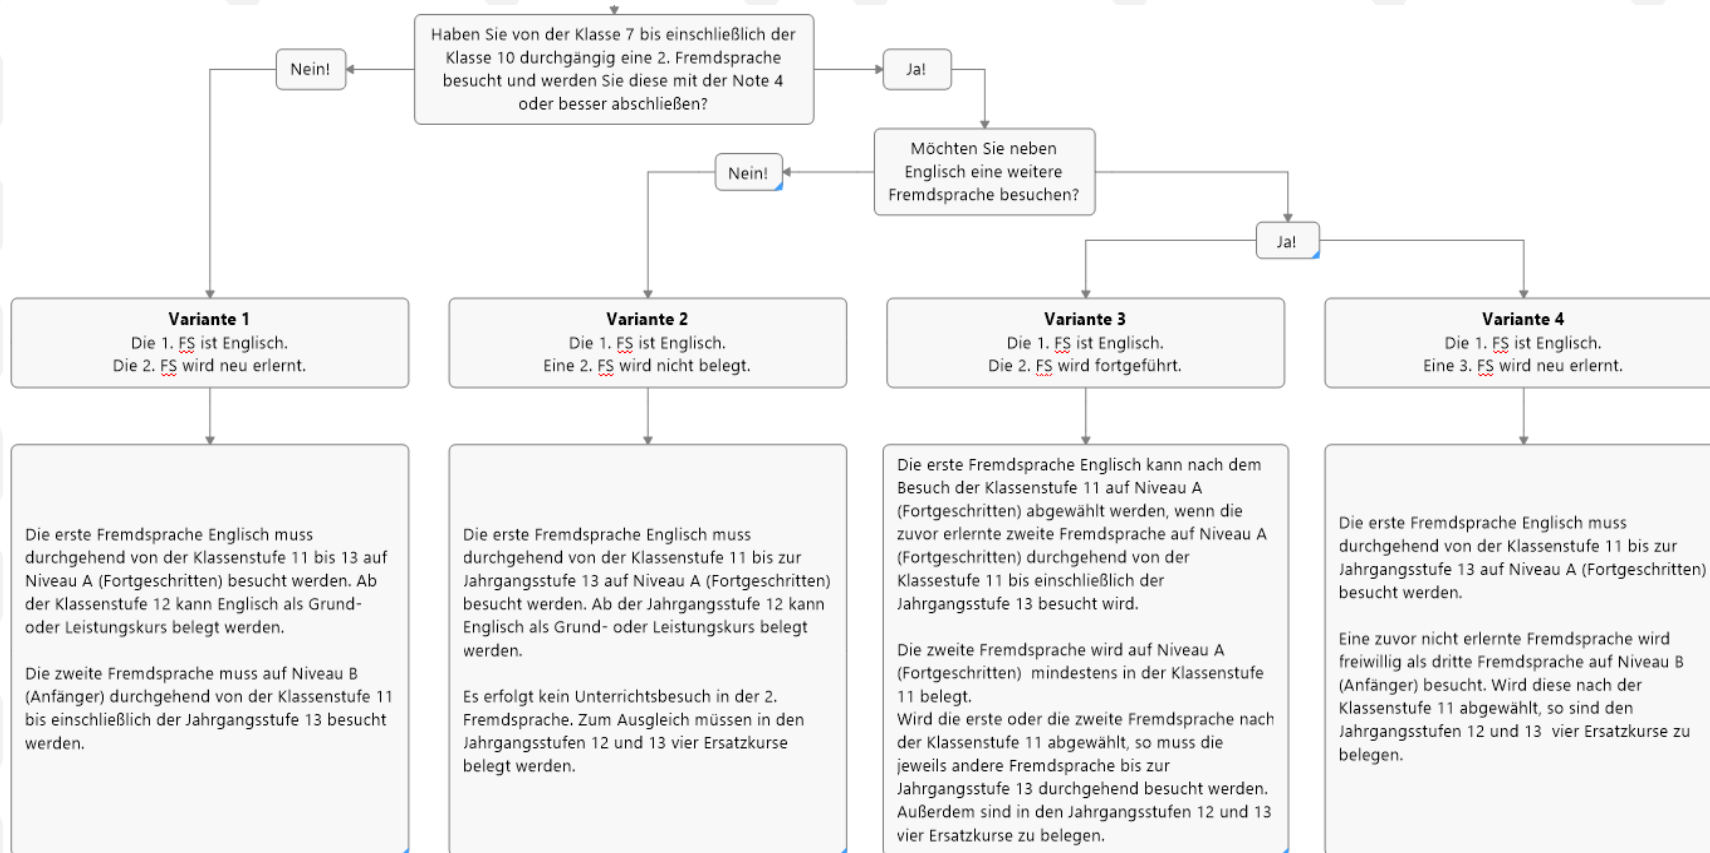 Haben Sie von der Klasse 7 bis einschließlich der
Klasse 10 durchgängig eine 2. Fremdsprache
besucht und werden Sie diese mit der Note 4
oder besser abschließen?
Nein!
Ja!
Möchten Sie neben
Englisch eine weitere
Fremdsprache besuchen?
Nein!
Ja!
Variante 1
Die 1. FS ist Englisch.
Die 2. FS wird neu erlernt.
Variante 2
Die 1. FS ist Englisch.
Eine 2. FS wird nicht belegt.
Variante 3
Die 1. FS ist Englisch.
Die 2. FS wird fortgeführt.
Variante 4
Die 1. FS ist Englisch.
Eine 3. FS wird neu erlernt.
Die erste Fremdsprache Englisch muss
durchgehend von der Klassenstufe 11 bis 13 auf
Niveau A (Fortgeschritten) besucht werden. Ab
der Klassenstufe 12 kann Englisch als Grund-
oder Leistungskurs belegt werden.
Die zweite Fremdsprache muss auf Niveau B
(Anfänger) durchgehend von der Klassenstufe 11
bis einschließlich der Jahrgangsstufe 13 besucht
werden.
Die erste Fremdsprache Englisch muss
durchgehend von der Klassenstufe 11 bis zur
Jahrgangsstufe 13 auf Niveau A (Fortgeschritten)
besucht werden. Ab der Jahrgangsstufe 12 kann
Englisch als Grund- oder Leistungskurs belegt
werden.
Es erfolgt kein Unterrichtsbesuch in der 2.
Fremdsprache. Zum Ausgleich müssen in den
Jahrgangsstufen 12 und 13 vier Ersatzkurse
belegt werden.
Die erste Fremdsprache Englisch kann nach dem
Besuch der Klassenstufe 11 auf Niveau A
(Fortgeschritten) abgewählt werden, wenn die
zuvor erlernte zweite Fremdsprache auf Niveau A
(Fortgeschritten) durchgehend von der
Klassestufe 11 bis einschließlich der
Jahrgangsstufe 13 besucht wird.
Die zweite Fremdsprache wird auf Niveau A
(Fortgeschritten)  mindestens in der Klassenstufe
11 belegt.
Wird die erste oder die zweite Fremdsprache nach
der Klassenstufe 11 abgewählt, so muss die
jeweils andere Fremdsprache bis zur
Jahrgangsstufe 13 durchgehend besucht werden.
Außerdem sind in den Jahrgangsstufen 12 und 13
vier Ersatzkurse zu belegen.
Die erste Fremdsprache Englisch muss
durchgehend von der Klassenstufe 11 bis zur
Jahrgangsstufe 13 auf Niveau A (Fortgeschritten)
besucht werden.
Eine zuvor nicht erlernte Fremdsprache wird
freiwillig als dritte Fremdsprache auf Niveau B
(Anfänger) besucht. Wird diese nach der
Klassenstufe 11 abgewählt, so sind den
Jahrgangsstufen 12 und 13  vier Ersatzkurse zu
belegen.